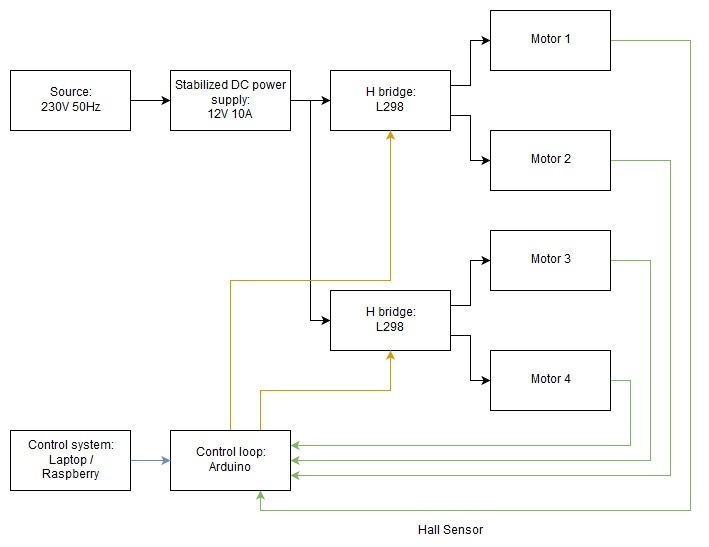 Motor 1
Source:
230V 50Hz
Stabilized DC power
supply:
12V 10A
H bridge:
L298
Motor 2
Motor 3
H bridge:
L298
Motor 4
Control system:
Laptop /
Raspberry
Control loop:
Arduino
Hall Sensor